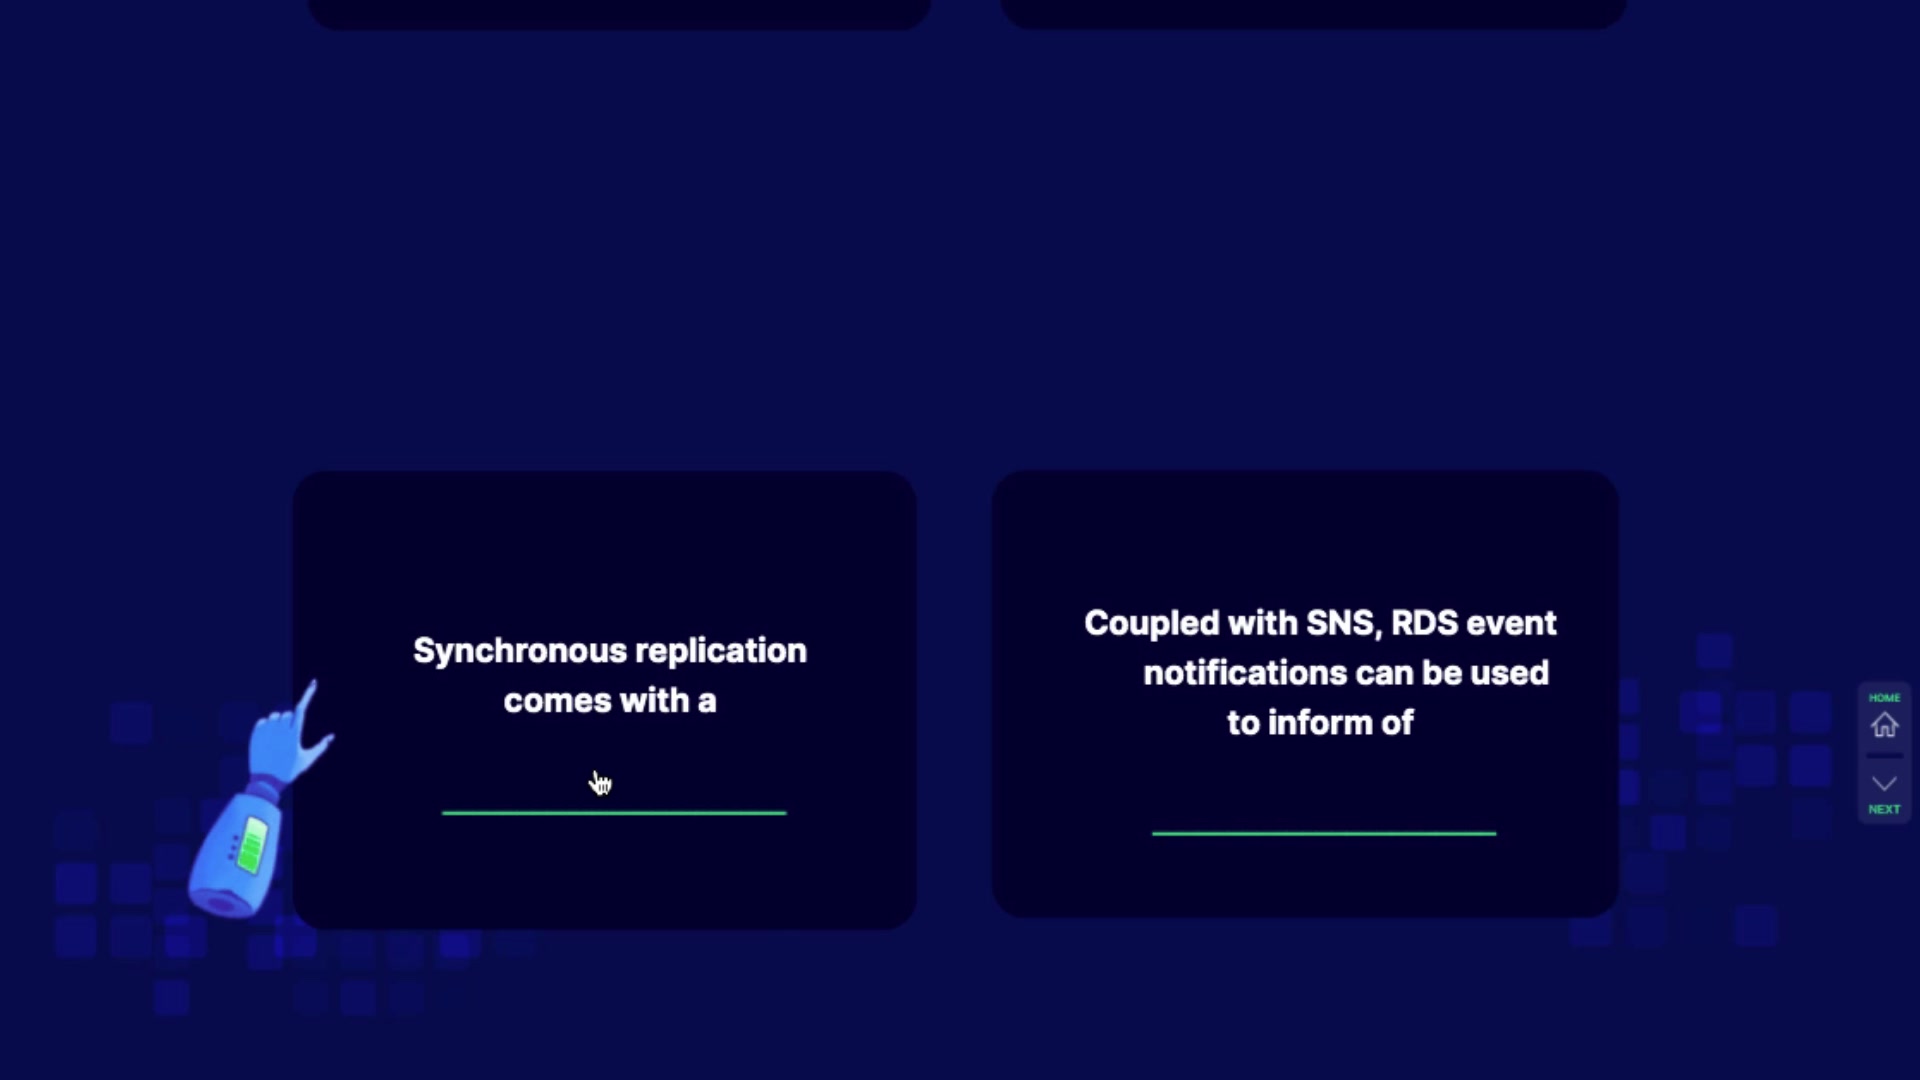 Synchronous replication
comes with a
Coupled with SNS, RDS event
notifications can be used
to inform of
HOME
NEXT